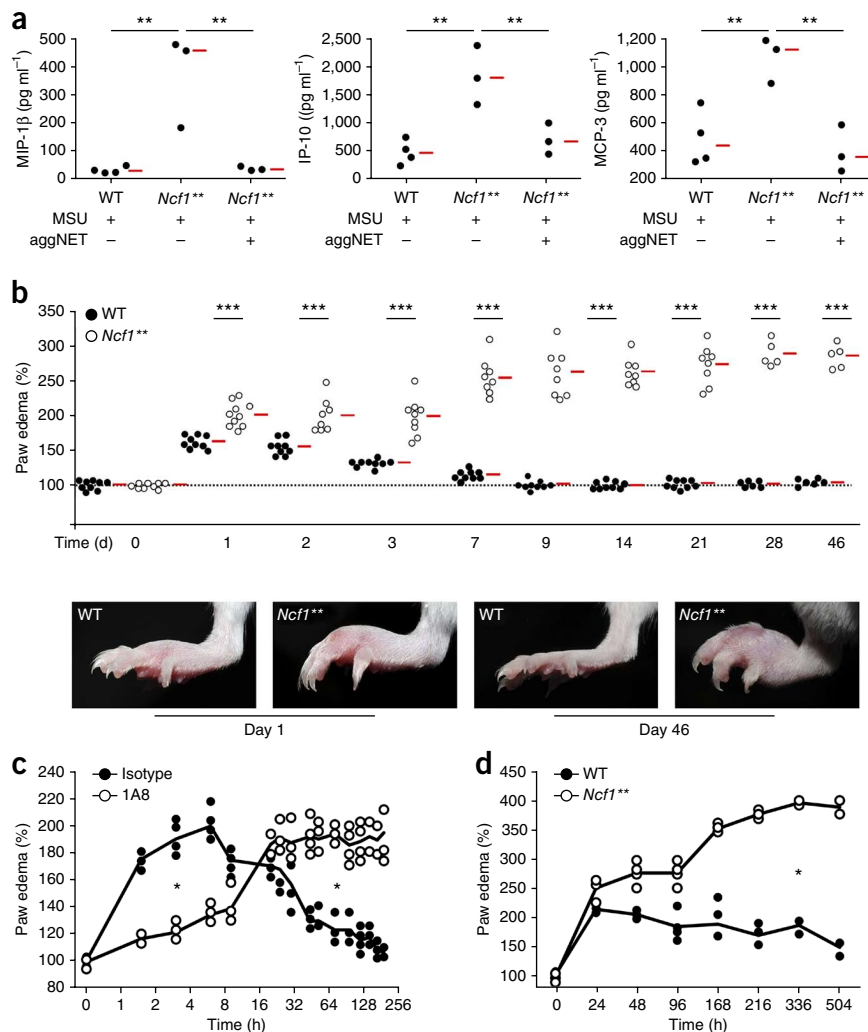 a
** **
MIP-1β (pg ml⁻¹)
500
400
300
200
100
0
WT Ncf1** Ncf1**
MSU + + +
aggNET – – +
** **
IP-10 ((pg ml⁻¹)
2,500
2,000
1,500
1,000
500
0
WT Ncf1** Ncf1**
+ + +
– – +
** **
MCP-3 (pg ml⁻¹)
1,200
1,000
800
600
400
200
WT Ncf1** Ncf1**
+ + +
– – +
b
WT
Ncf1**
*** *** *** *** *** *** *** ***
Paw edema (%)
350
300
250
200
150
100
50
Time (d) 0 1 2 3 7 9 14 21 28 46
WT Ncf1** WT Ncf1**
Day 1 Day 46
c
Isotype
1A8
Paw edema (%)
240
220
200
180
160
140
120
100
80
* *
0 1 2 4 8 16 32 64 128 256
Time (h)
d
WT
Ncf1**
Paw edema (%)
450
400
350
300
250
200
150
100
*
0 24 48 96 168 216 336 504
Time (h)